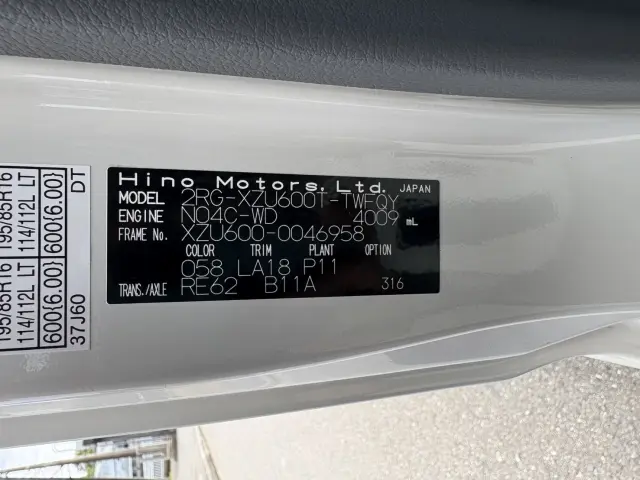 Hino Motors, Ltd. JAPAN
MODEL 2RG-XZU600T-TWFQY
ENGINE N04C-WD 4009 mL
FRAME No. XZU600-0046958
COLOR TRIM PLANT OPTION
058 LA18 P11
TRANS./AXLE RE62 B11A 316
195/85R16 195/85R16
114/112L LT 114/112L LT
600{6.00} 600{6.00}
37J60 DT